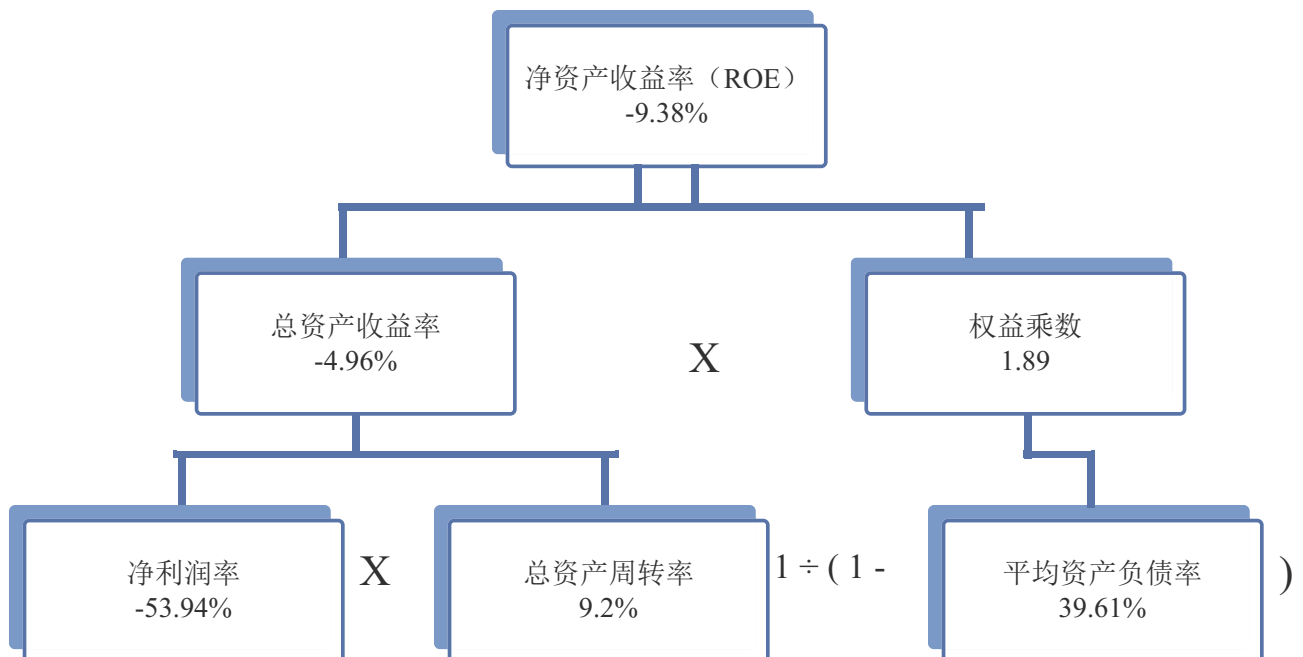 净资产收益率（ROE）
-9.38%
总资产收益率
-4.96%
X
权益乘数
1.89
净利润率
-53.94%
X
总资产周转率
9.2%
1 ÷ ( 1 -
平均资产负债率
39.61%
)